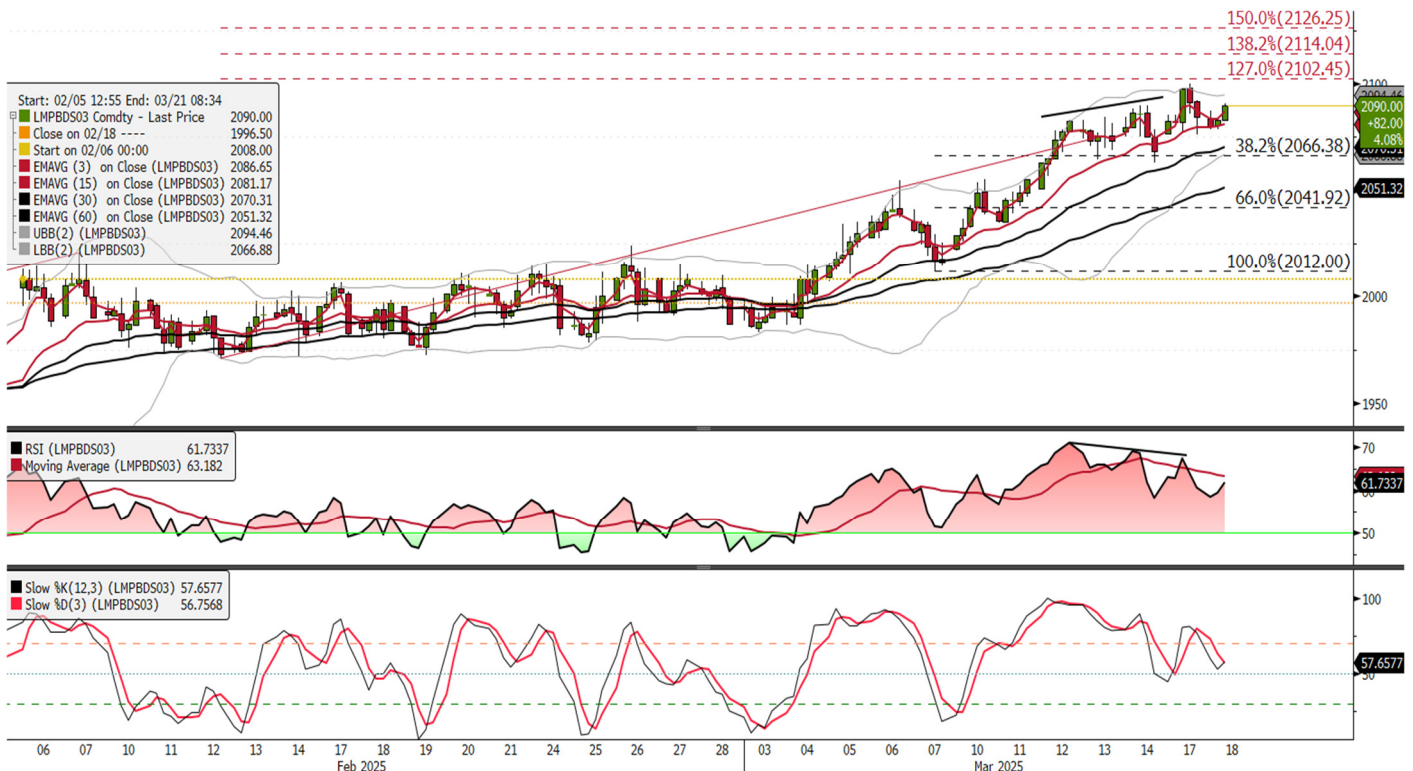 150.0%(2126.25)
138.2%(2114.04)
127.0%(2102.45)
Start: 02/05 12:55 End: 03/21 08:34
LMPBDS03 Comdty - Last Price 2090.00
Close on 02/18 ---- 1996.50
Start on 02/06 00:00 2008.00
EMAVG (3) on Close (LMPBDS03) 2086.65
EMAVG (15) on Close (LMPBDS03) 2081.17
EMAVG (30) on Close (LMPBDS03) 2070.31
EMAVG (60) on Close (LMPBDS03) 2051.32
UBB(2) (LMPBDS03) 2094.46
LBB(2) (LMPBDS03) 2066.88
2100
2094.46
2090.00
+82.00
4.08%
2070.31
38.2%(2066.38)
2051.32
66.0%(2041.92)
100.0%(2012.00)
2000
1950
RSI (LMPBDS03) 61.7337
Moving Average (LMPBDS03) 63.182
70
61.7337
60
50
Slow %K(12,3) (LMPBDS03) 57.6577
Slow %D(3) (LMPBDS03) 56.7568
100
57.6577
50
06 07 10 11 12 13 14 17 18 19 20 21 24 25 26 27 28 03 04 05 06 07 10 11 12 13 14 17 18
Feb 2025 Mar 2025